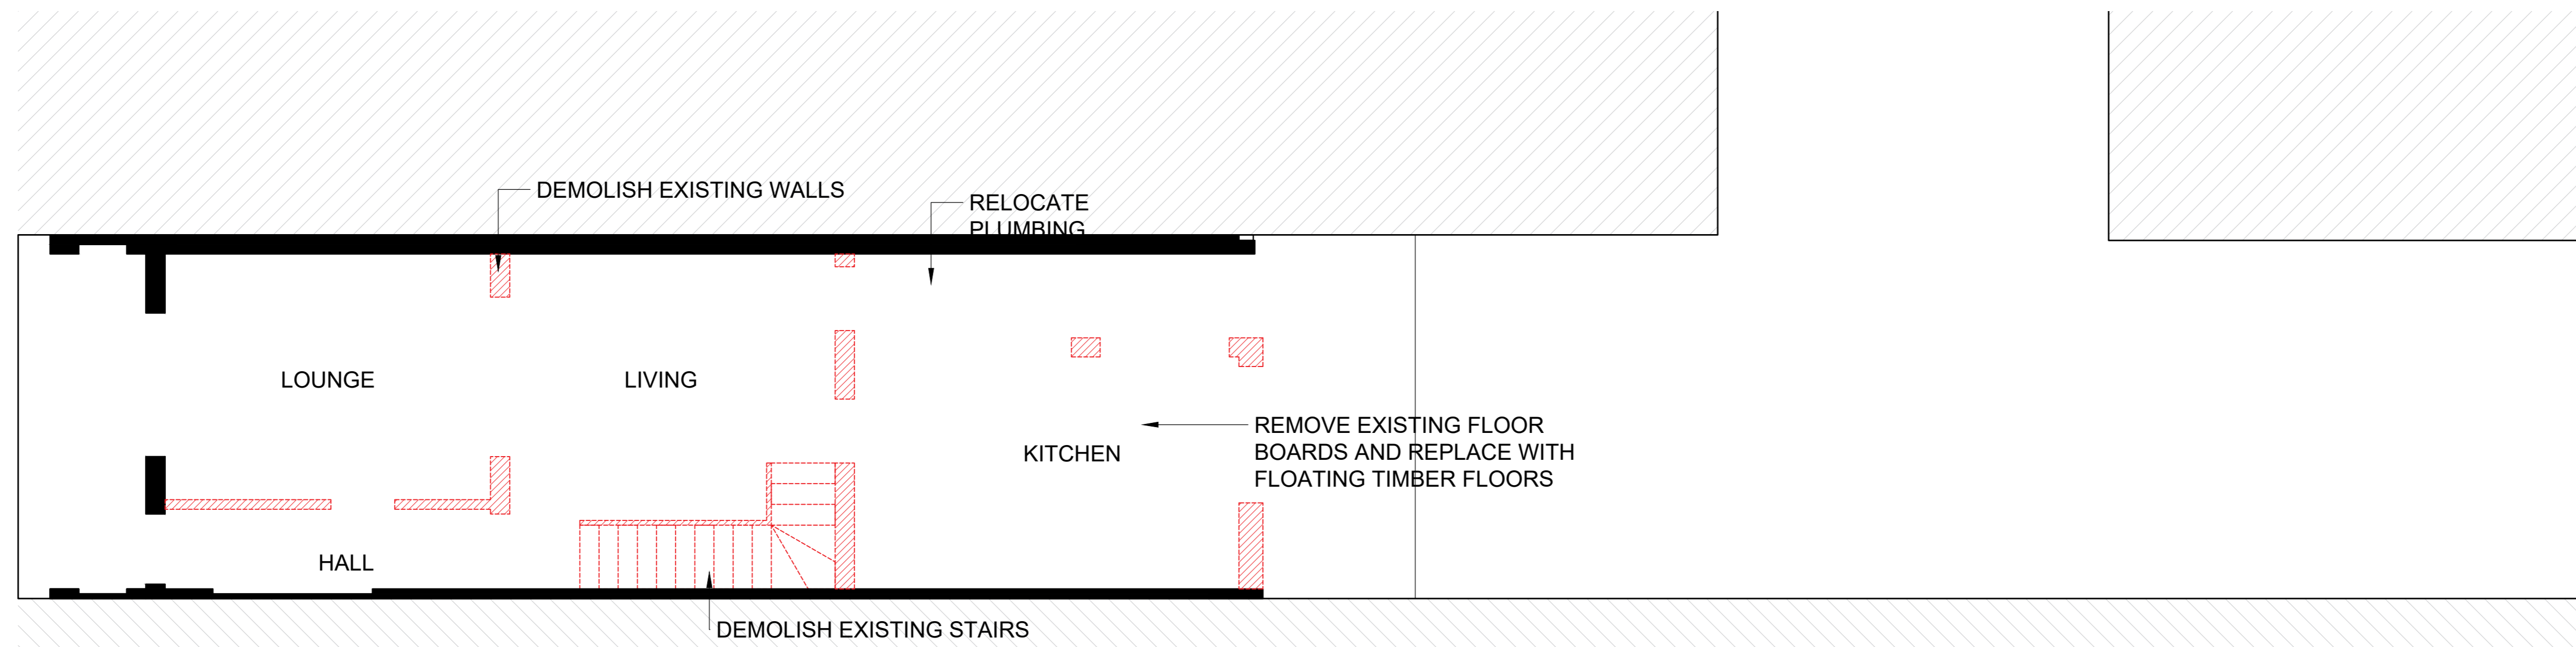 DEMOLISH EXISTING WALLS
RELOCATE
PLUMBING
LOUNGE
LIVING
KITCHEN
REMOVE EXISTING FLOOR
BOARDS AND REPLACE WITH
FLOATING TIMBER FLOORS
HALL
DEMOLISH EXISTING STAIRS